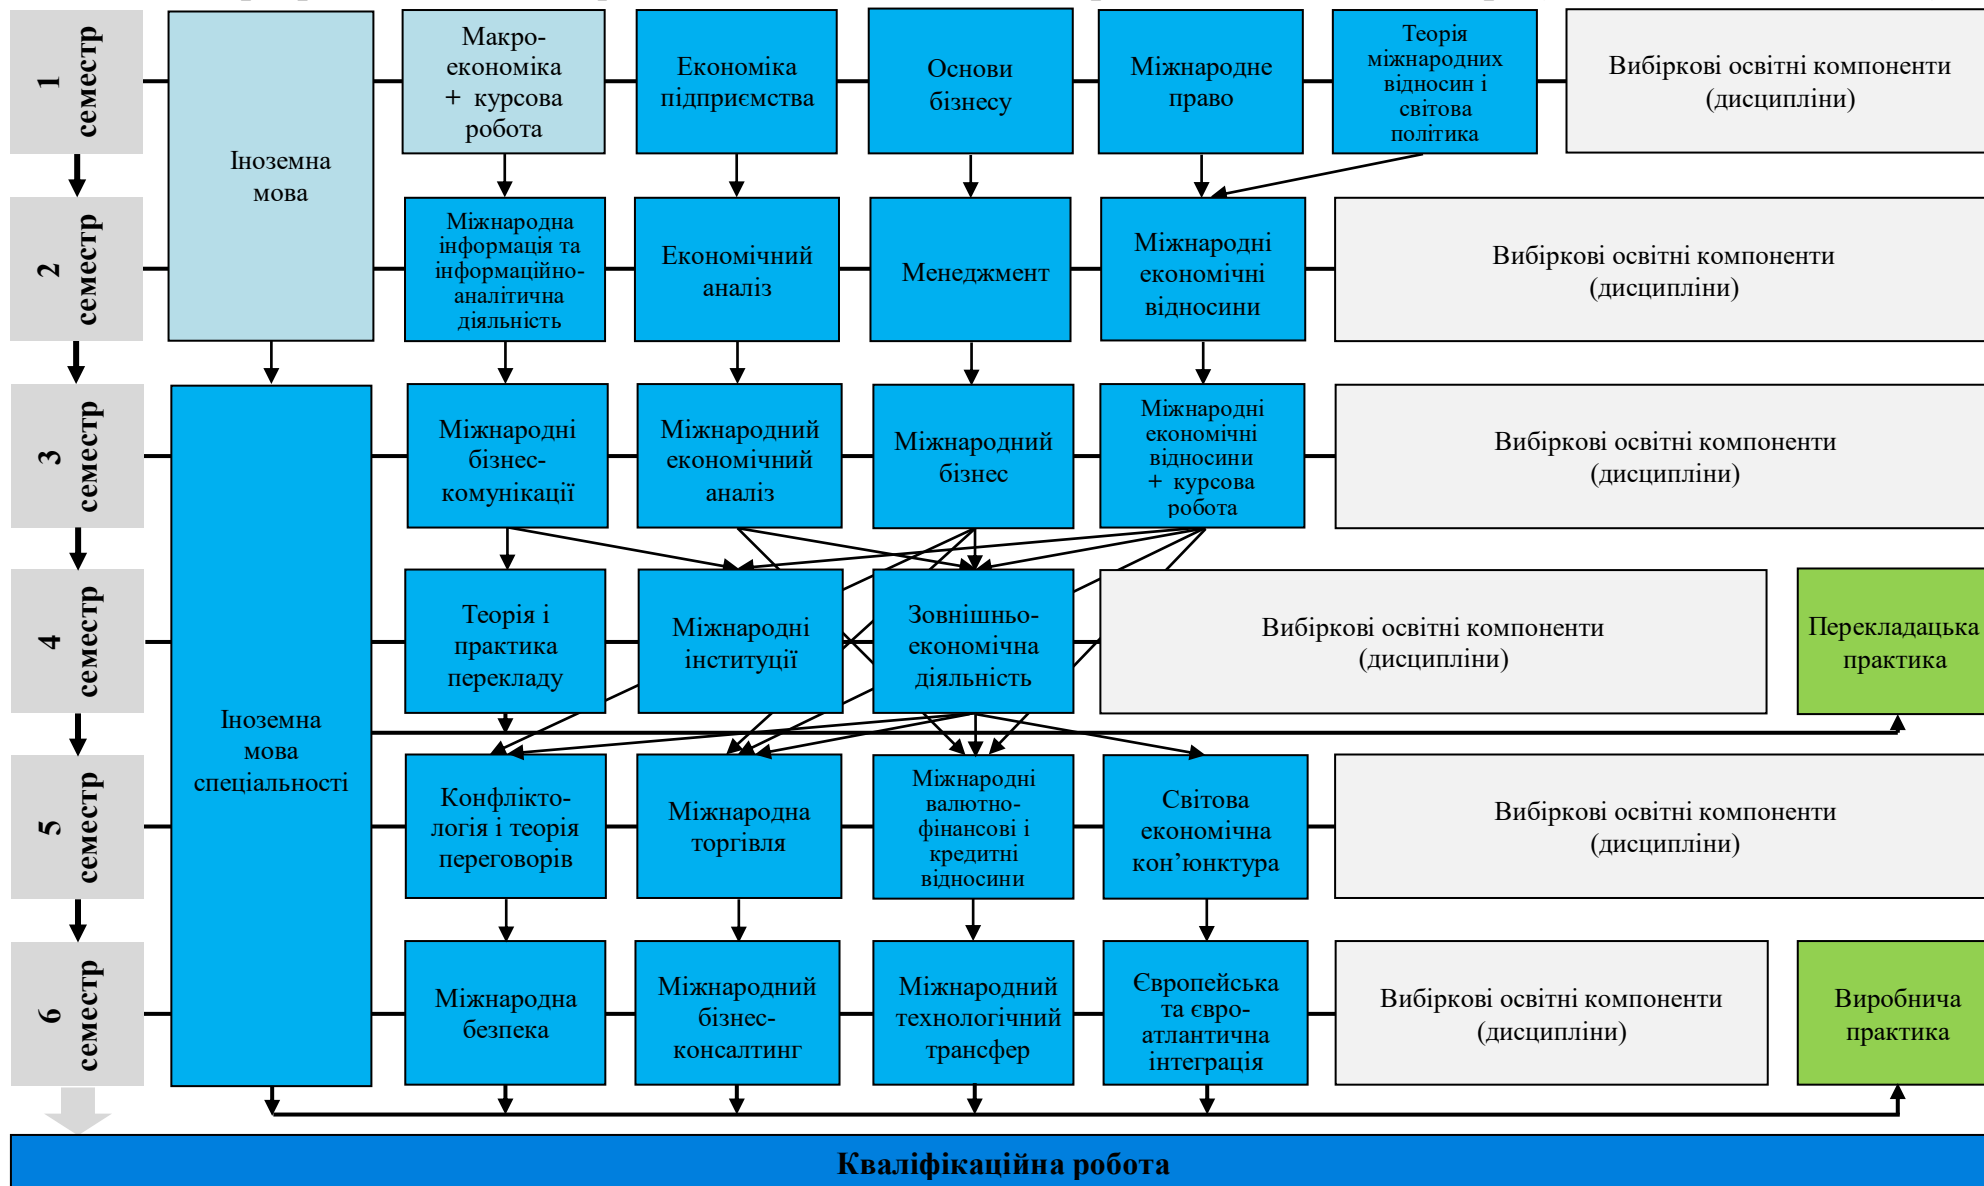 1
семестр
Іноземна
мова
Макро-
економіка
+ курсова
робота
Економіка
підприємства
Основи
бізнесу
Міжнародне
право
Теорія
міжнародних
відносин і
світова
політика
Вибіркові освітні компоненти
(дисципліни)
2
семестр
Міжнародна
інформація та
інформаційно-
аналітична
діяльність
Економічний
аналіз
Менеджмент
Міжнародні
економічні
відносини
Вибіркові освітні компоненти
(дисципліни)
3
семестр
Іноземна
мова
спеціальності
Міжнародні
бізнес-
комунікації
Міжнародний
економічний
аналіз
Міжнародний
бізнес
Міжнародні
економічні
відносини
+ курсова
робота
Вибіркові освітні компоненти
(дисципліни)
4
семестр
Теорія і
практика
перекладу
Міжнародні
інституції
Зовнішньо-
економічна
діяльність
Вибіркові освітні компоненти
(дисципліни)
Перекладацька
практика
5
семестр
Конфлікто-
логія і теорія
переговорів
Міжнародна
торгівля
Міжнародні
валютно-
фінансові і
кредитні
відносини
Світова
економічна
кон’юнктура
Вибіркові освітні компоненти
(дисципліни)
6
семестр
Міжнародна
безпека
Міжнародний
бізнес-
консалтинг
Міжнародний
технологічний
трансфер
Європейська
та євро-
атлантична
інтеграція
Вибіркові освітні компоненти
(дисципліни)
Виробнича
практика
Кваліфікаційна робота